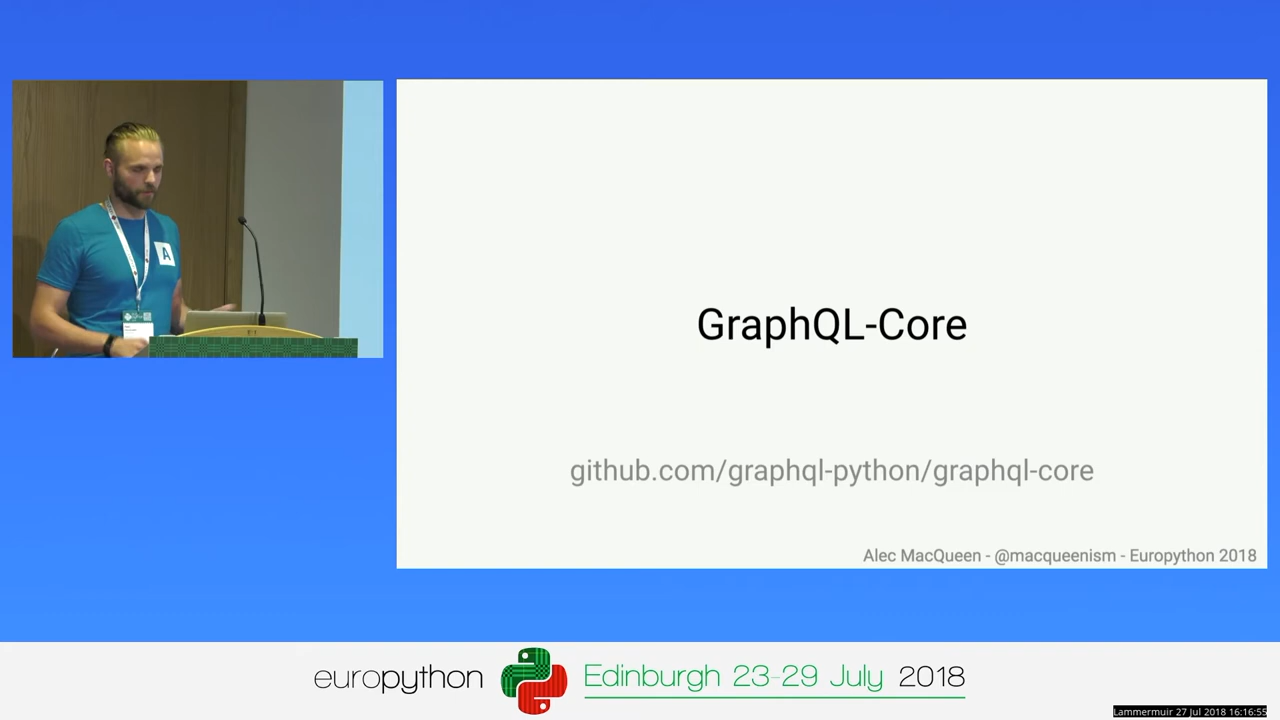 A
GraphQL-Core
github.com/graphql-python/graphql-core
Alec MacQueen - @macqueenism - Europython 2018
europython
Edinburgh 23-29 July 2018
Lammermuir 27 Jul 2018 16:16:55